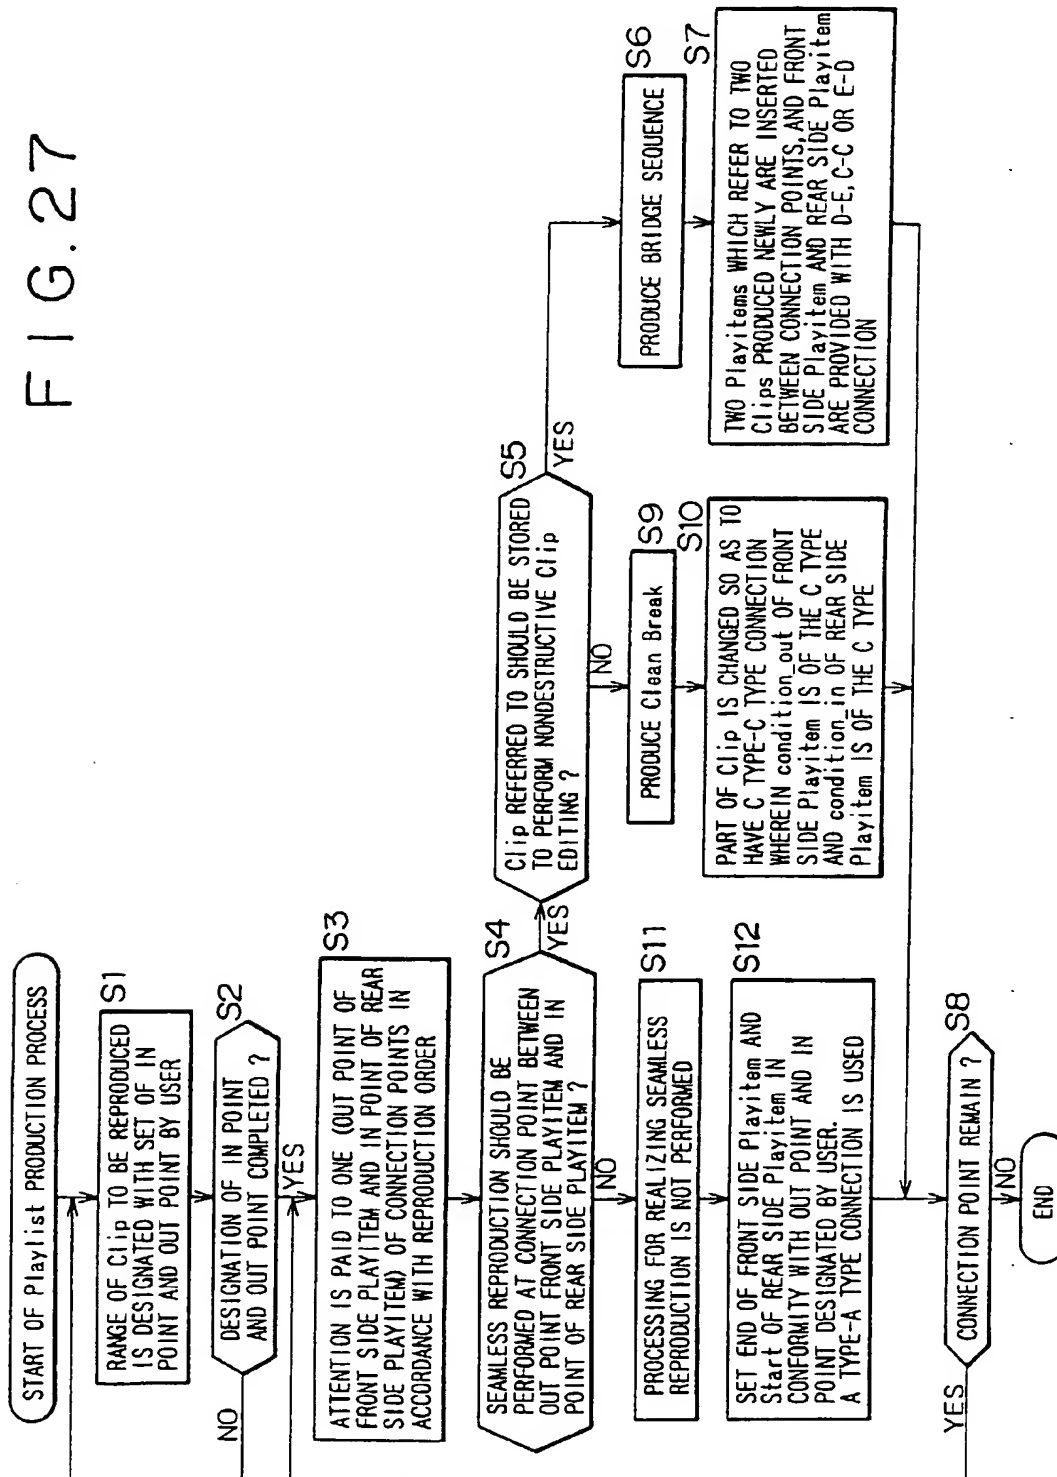 FIG.27
START OF Playlist PRODUCTION PROCESS
S1
RANGE OF Clip TO BE REPRODUCED
IS DESIGNATED WITH SET OF IN
POINT AND OUT POINT BY USER
S2
DESIGNATION OF IN POINT
AND OUT POINT COMPLETED ?
NO
YES
S3
ATTENTION IS PAID TO ONE (OUT POINT OF
FRONT SIDE PLAYITEM AND IN POINT OF REAR
SIDE PLAYITEM) OF CONNECTION POINTS IN
ACCORDANCE WITH REPRODUCTION ORDER
S4
SEAMLESS REPRODUCTION SHOULD BE
PERFORMED AT CONNECTION POINT BETWEEN
OUT POINT FRONT SIDE PLAYITEM AND IN
POINT OF REAR SIDE PLAYITEM ?
YES
NO
S5
Clip REFERRED TO SHOULD BE STORED
TO PERFORM NONDESTRUCTIVE Clip
EDITING ?
YES
NO
S6
PRODUCE BRIDGE SEQUENCE
S7
TWO Playitems WHICH REFER TO TWO
Clips PRODUCED NEWLY ARE INSERTED
BETWEEN CONNECTION POINTS, AND FRONT
SIDE Playitem AND REAR SIDE Playitem
ARE PROVIDED WITH D-E, C-C OR E-D
CONNECTION
S9
PRODUCE Clean Break
S10
PART OF Clip IS CHANGED SO AS TO
HAVE C TYPE-C TYPE CONNECTION
WHEREIN condition_out OF FRONT
SIDE Playitem IS OF THE C TYPE
AND condition_in OF REAR SIDE
Playitem IS OF THE C TYPE
S11
PROCESSING FOR REALIZING SEAMLESS
REPRODUCTION IS NOT PERFORMED
S12
SET END OF FRONT SIDE Playitem AND
Start OF REAR SIDE Playitem IN
CONFORMITY WITH OUT POINT AND IN
POINT DESIGNATED BY USER.
A TYPE-A TYPE CONNECTION IS USED
S8
CONNECTION POINT REMAIN ?
YES
NO
END